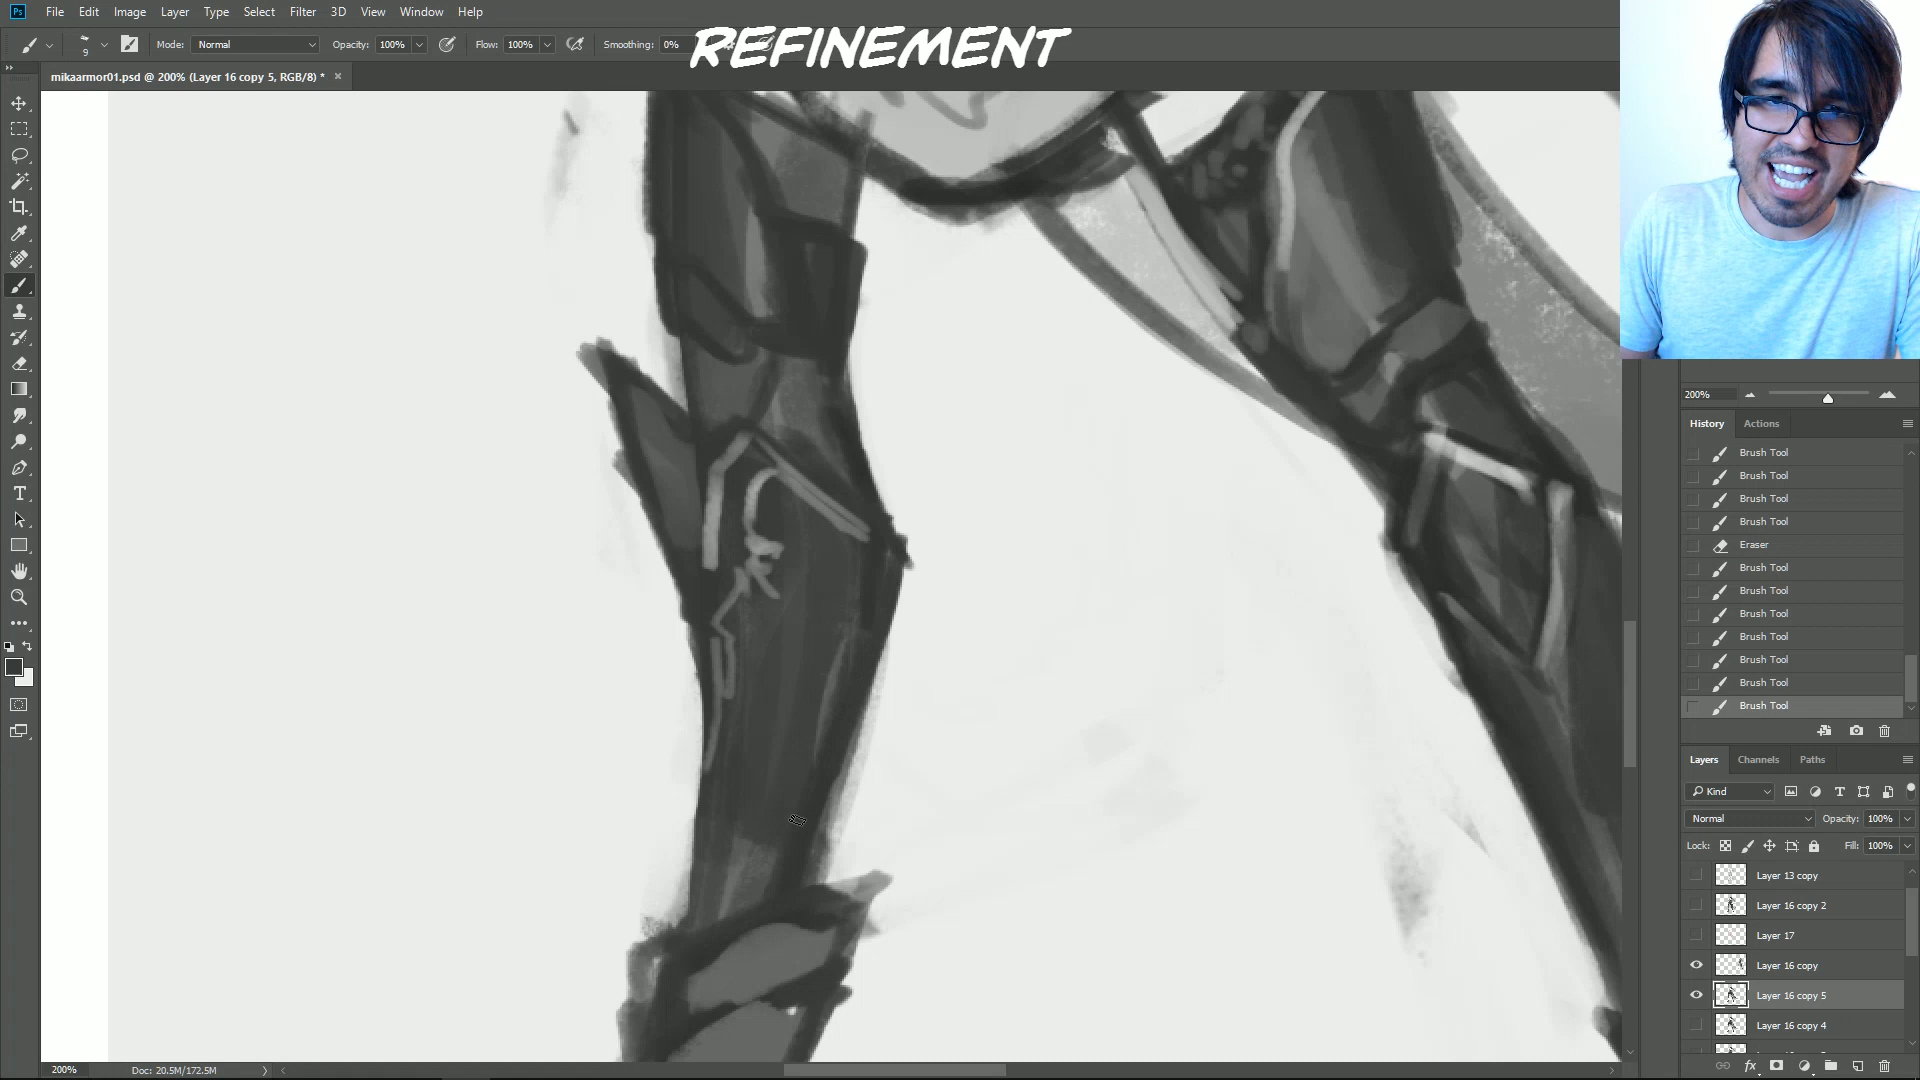 Ps File Edit Image Layer Type Select Filter 3D View Window Help
REFINEMENT
9 Mode: Normal Opacity: 100% Flow: 100% Smoothing: 0%
mikaarmor01.psd @ 200% (Layer 16 copy 5, RGB/8) * ×
200%
History Actions
Brush Tool
Brush Tool
Brush Tool
Brush Tool
Eraser
Brush Tool
Brush Tool
Brush Tool
Brush Tool
Brush Tool
Brush Tool
Brush Tool
Layers Channels Paths
Kind
Normal Opacity: 100%
Lock: Fill: 100%
Layer 13 copy
Layer 16 copy 2
Layer 17
Layer 16 copy
Layer 16 copy 5
Layer 16 copy 4
fx
200% Doc: 20.5M/172.5M